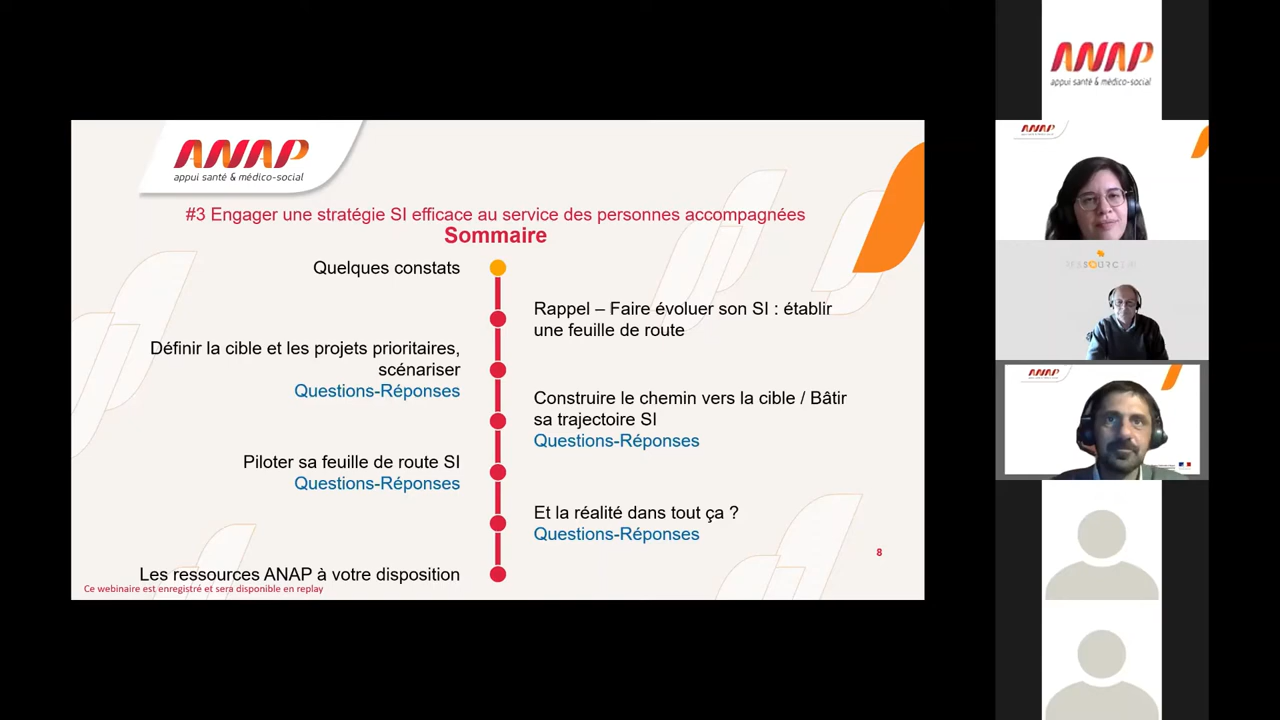 ANAP
appui santé & médico-social
#3 Engager une stratégie SI efficace au service des personnes accompagnées
Sommaire
Quelques constats
Rappel – Faire évoluer son SI : établir
une feuille de route
Définir la cible et les projets prioritaires,
scénariser
Questions-Réponses
Construire le chemin vers la cible / Bâtir
sa trajectoire SI
Questions-Réponses
Piloter sa feuille de route SI
Questions-Réponses
Et la réalité dans tout ça ?
Questions-Réponses
8
Les ressources ANAP à votre disposition
Ce webinaire est enregistré et sera disponible en replay
ANAP
appui santé & médico-social
ANAP
ANAP